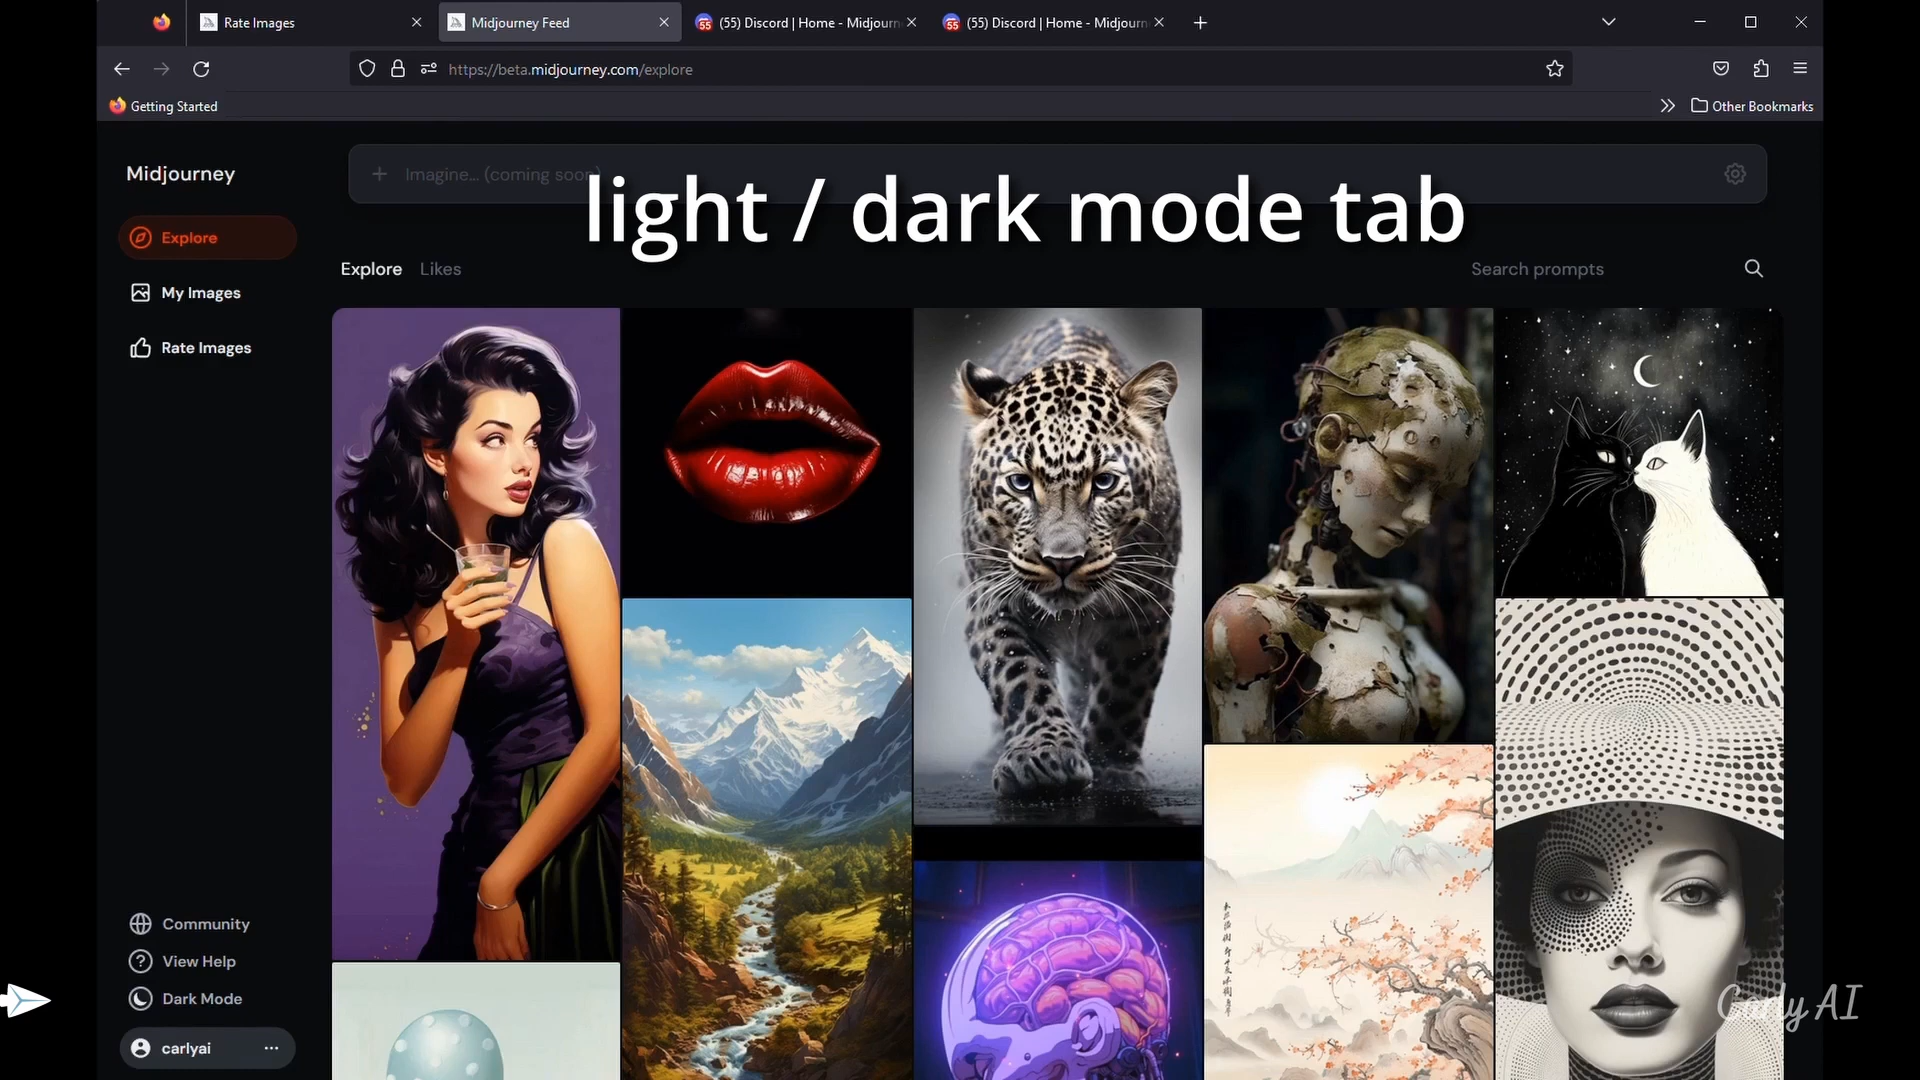 Rate Images
Midjourney Feed
(55) Discord | Home - Midjourn
(55) Discord | Home - Midjourn
https://beta.midjourney.com/explore
Getting Started
Other Bookmarks
Midjourney
Imagine... (coming soon)
light / dark mode tab
Explore
Explore
Likes
Search prompts
My Images
Rate Images
Community
View Help
Dark Mode
carlyai
Carly AI